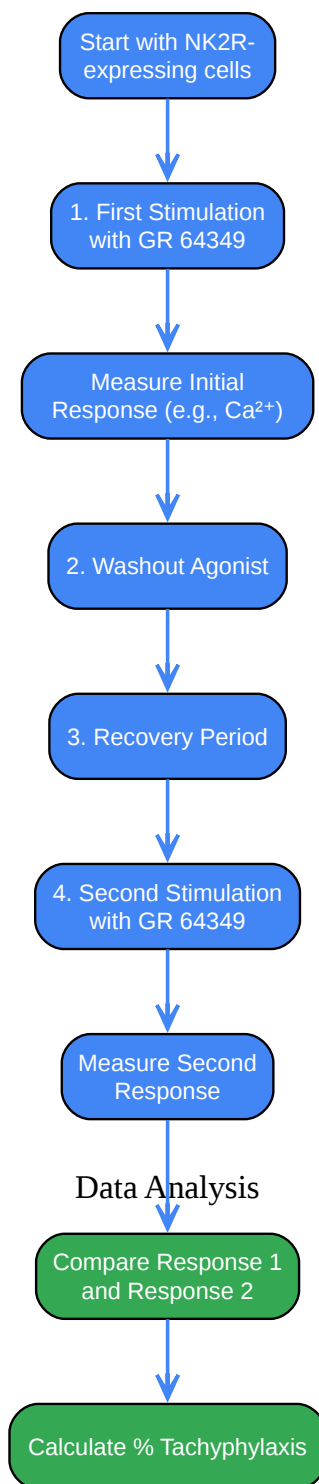 Start with NK2R-
expressing cells
1. First Stimulation
with GR 64349
Measure Initial
Response (e.g., Ca²⁺)
2. Washout Agonist
3. Recovery Period
4. Second Stimulation
with GR 64349
Measure Second
Response
Data Analysis
Compare Response 1
and Response 2
Calculate % Tachyphylaxis